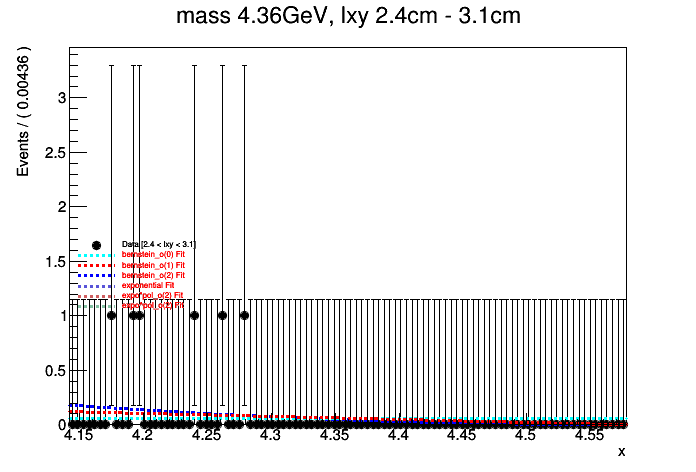 mass 4.36GeV, lxy 2.4cm - 3.1cm
Events / ( 0.00436 )
3
2.5
2
1.5
1
0.5
0
Data [2.4 < lxy < 3.1]
bernstein_o(0) Fit
bernstein_o(1) Fit
bernstein_o(2) Fit
exponential Fit
expo*pol_o(2) Fit
4.15 4.2 4.25 4.3 4.35 4.4 4.45 4.5 4.55
x